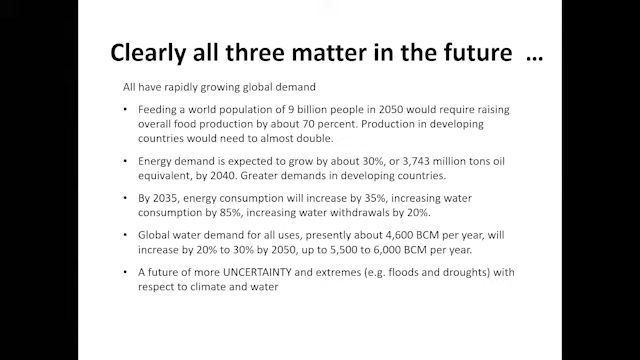 Clearly all three matter in the future ...
All have rapidly growing global demand
• Feeding a world population of 9 billion people in 2050 would require raising
overall food production by about 70 percent. Production in developing
countries would need to almost double.
• Energy demand is expected to grow by about 30%, or 3,743 million tons oil
equivalent, by 2040. Greater demands in developing countries.
• By 2035, energy consumption will increase by 35%, increasing water
consumption by 85%, increasing water withdrawals by 20%.
• Global water demand for all uses, presently about 4,600 BCM per year, will
increase by 20% to 30% by 2050, up to 5,500 to 6,000 BCM per year.
• A future of more UNCERTAINTY and extremes (e.g. floods and droughts) with
respect to climate and water